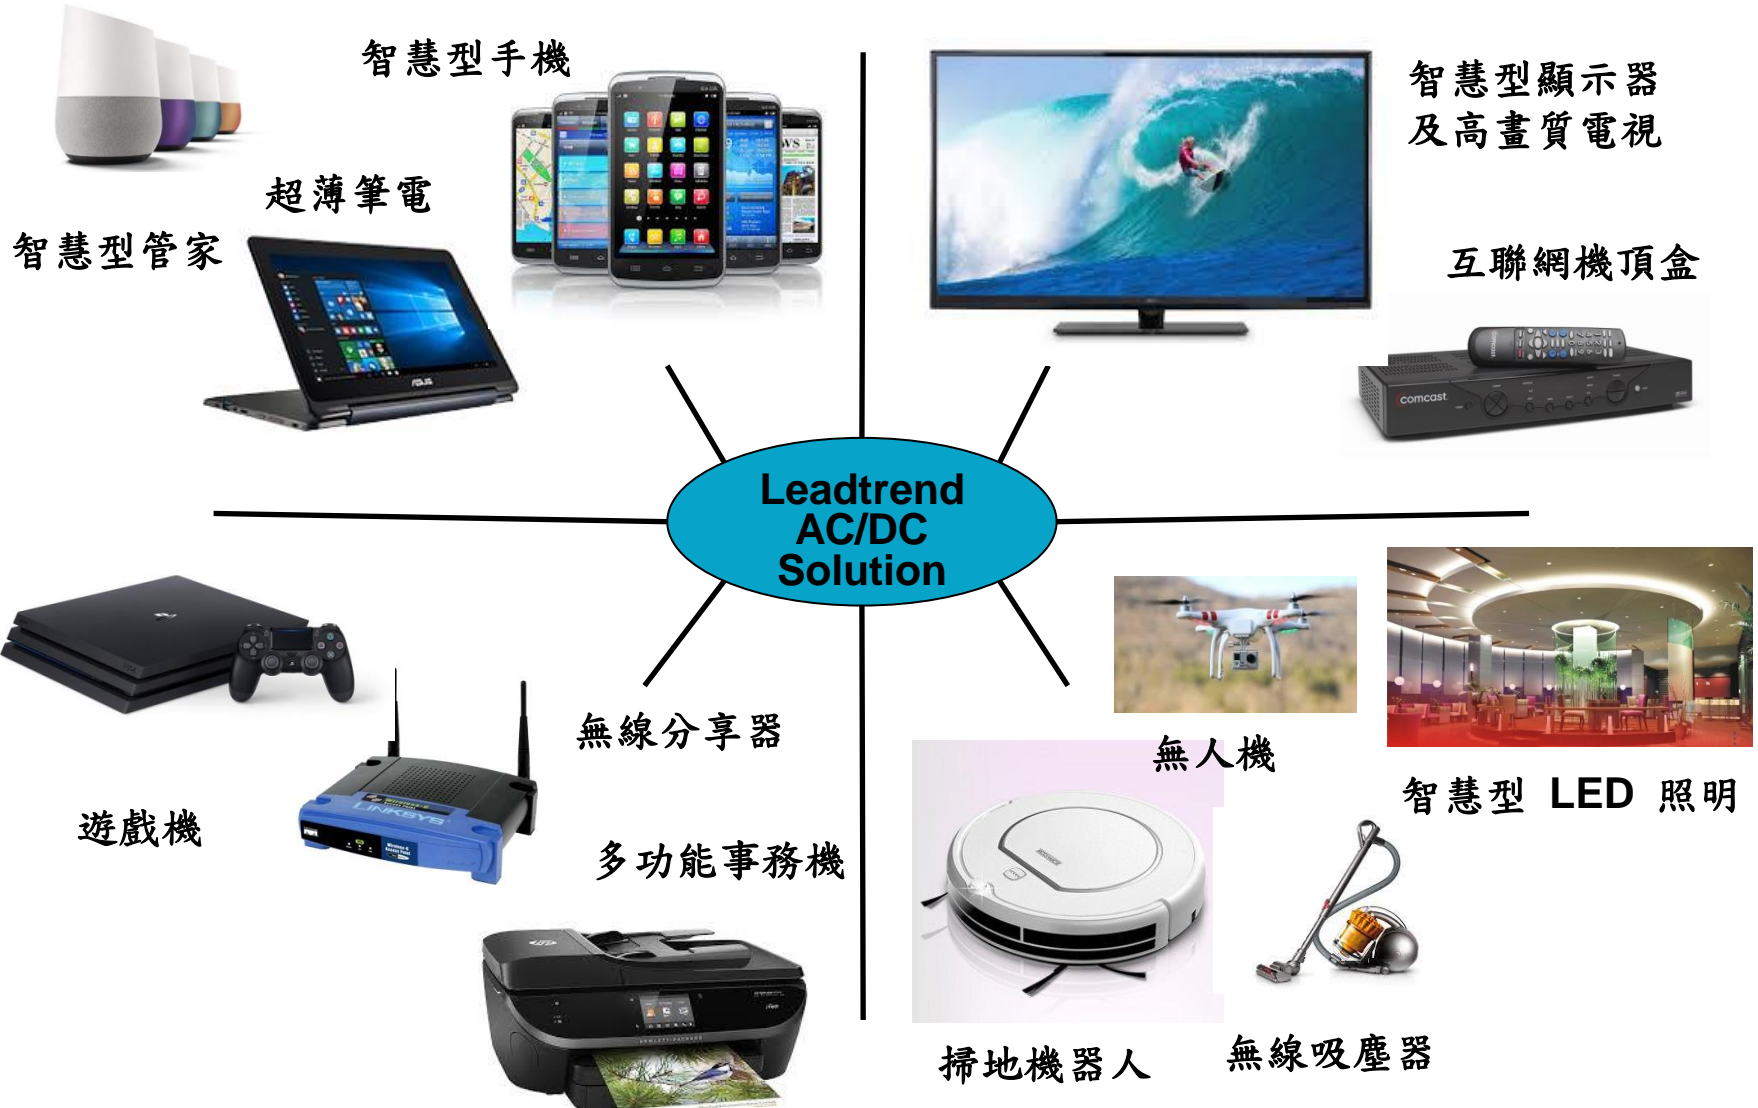 智慧型手機
超薄筆電
智慧型管家
ASUS
智慧型顯示器
及高畫質電視
互聯網機頂盒
comcast
Leadtrend
AC/DC
Solution
遊戲機
無線分享器
LINKSYS
多功能事務機
無人機
智慧型 LED 照明
掃地機器人
無線吸塵器